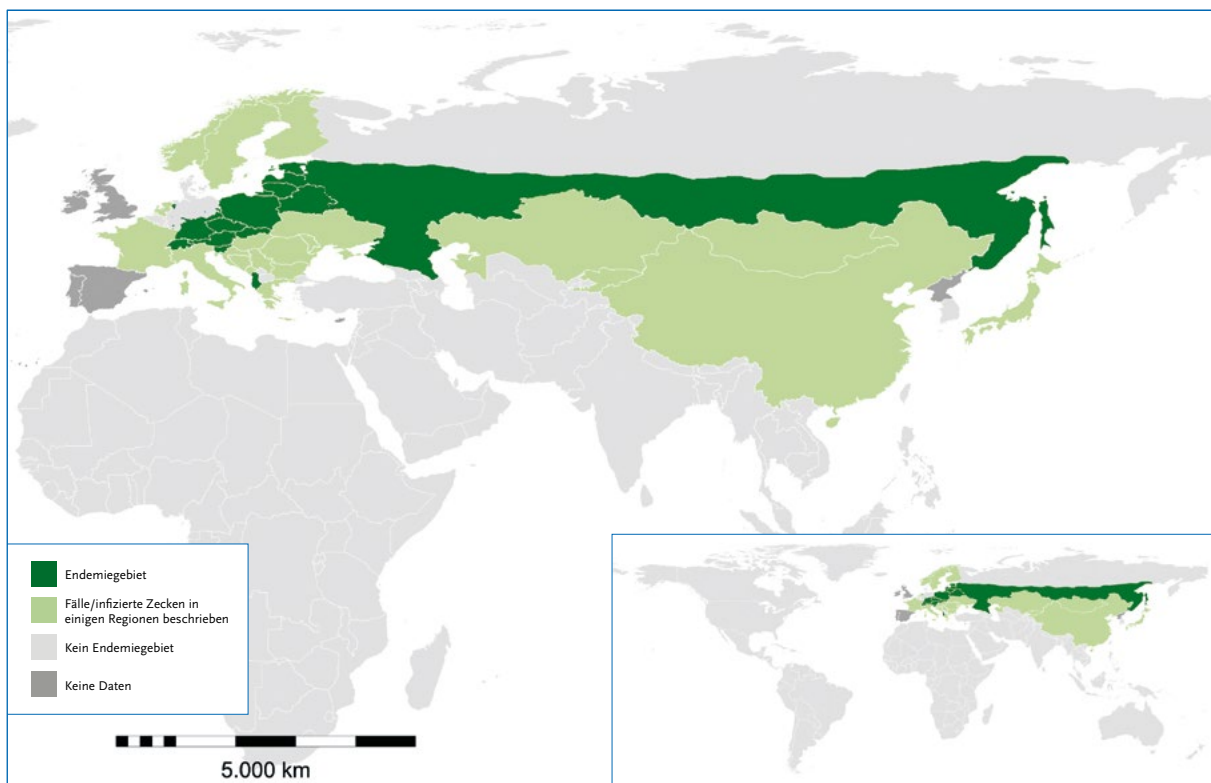 Endemiegebiet
Fälle/infizierte Zecken in
einigen Regionen beschrieben
Kein Endemiegebiet
Keine Daten
5.000 km